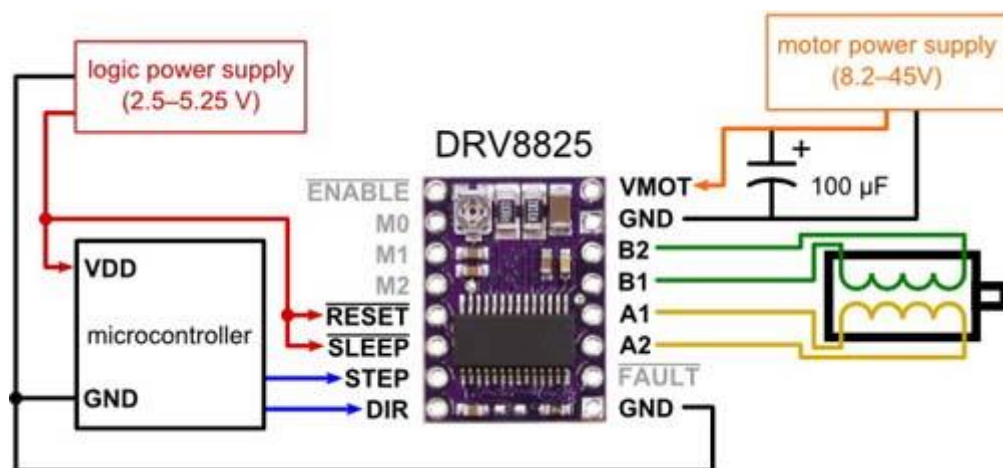 logic power supply
(2.5–5.25 V)
motor power supply
(8.2–45V)
DRV8825
+
100 µF
ENABLE
M0
M1
M2
RESET
SLEEP
STEP
DIR
VMOT
GND
B2
B1
A1
A2
FAULT
GND
VDD
microcontroller
GND